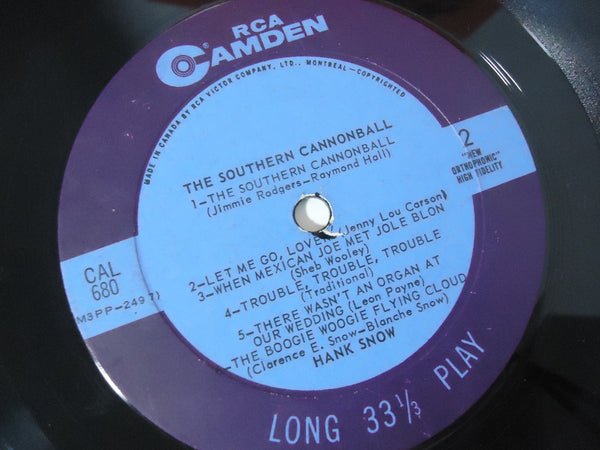 RCA
CAMDEN
®
MADE IN CANADA BY RCA VICTOR COMPANY, LTD., MONTREAL—COPYRIGHTED
THE SOUTHERN CANNONBALL
1—THE SOUTHERN CANNONBALL
(Jimmie Rodgers—Raymond Hall)
2
"NEW
ORTHOPHONIC"
HIGH FIDELITY
2—LET ME GO, LOVER (Jenny Lou Carson)
3—WHEN MEXICAN JOE MET JOLE BLON
(Sheb Wooley)
4—TROUBLE, TROUBLE, TROUBLE
(Traditional)
5—THERE WASN'T AN ORGAN AT
OUR WEDDING (Leon Payne)
—THE BOOGIE WOOGIE FLYING CLOUD
(Clarence E. Snow—Blanche Snow)
HANK SNOW
CAL
680
M3PP-2497)
LONG 33⅓ PLAY